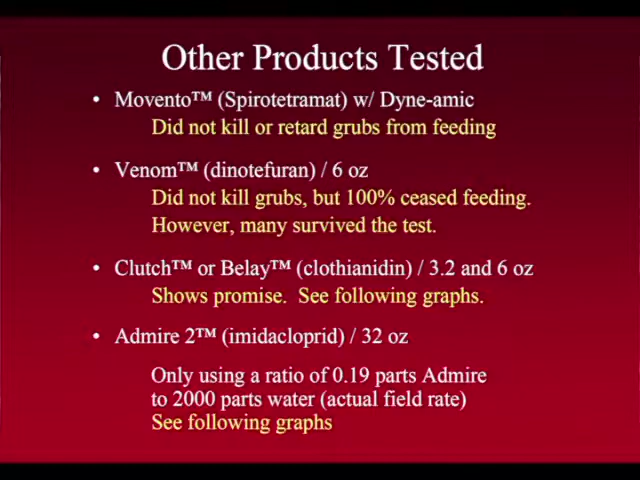 Other Products Tested
• Movento™ (Spirotetramat) w/ Dyne-amic
Did not kill or retard grubs from feeding
• Venom™ (dinotefuran) / 6 oz
Did not kill grubs, but 100% ceased feeding.
However, many survived the test.
• Clutch™ or Belay™ (clothianidin) / 3.2 and 6 oz
Shows promise. See following graphs.
• Admire 2™ (imidacloprid) / 32 oz
Only using a ratio of 0.19 parts Admire
to 2000 parts water (actual field rate)
See following graphs